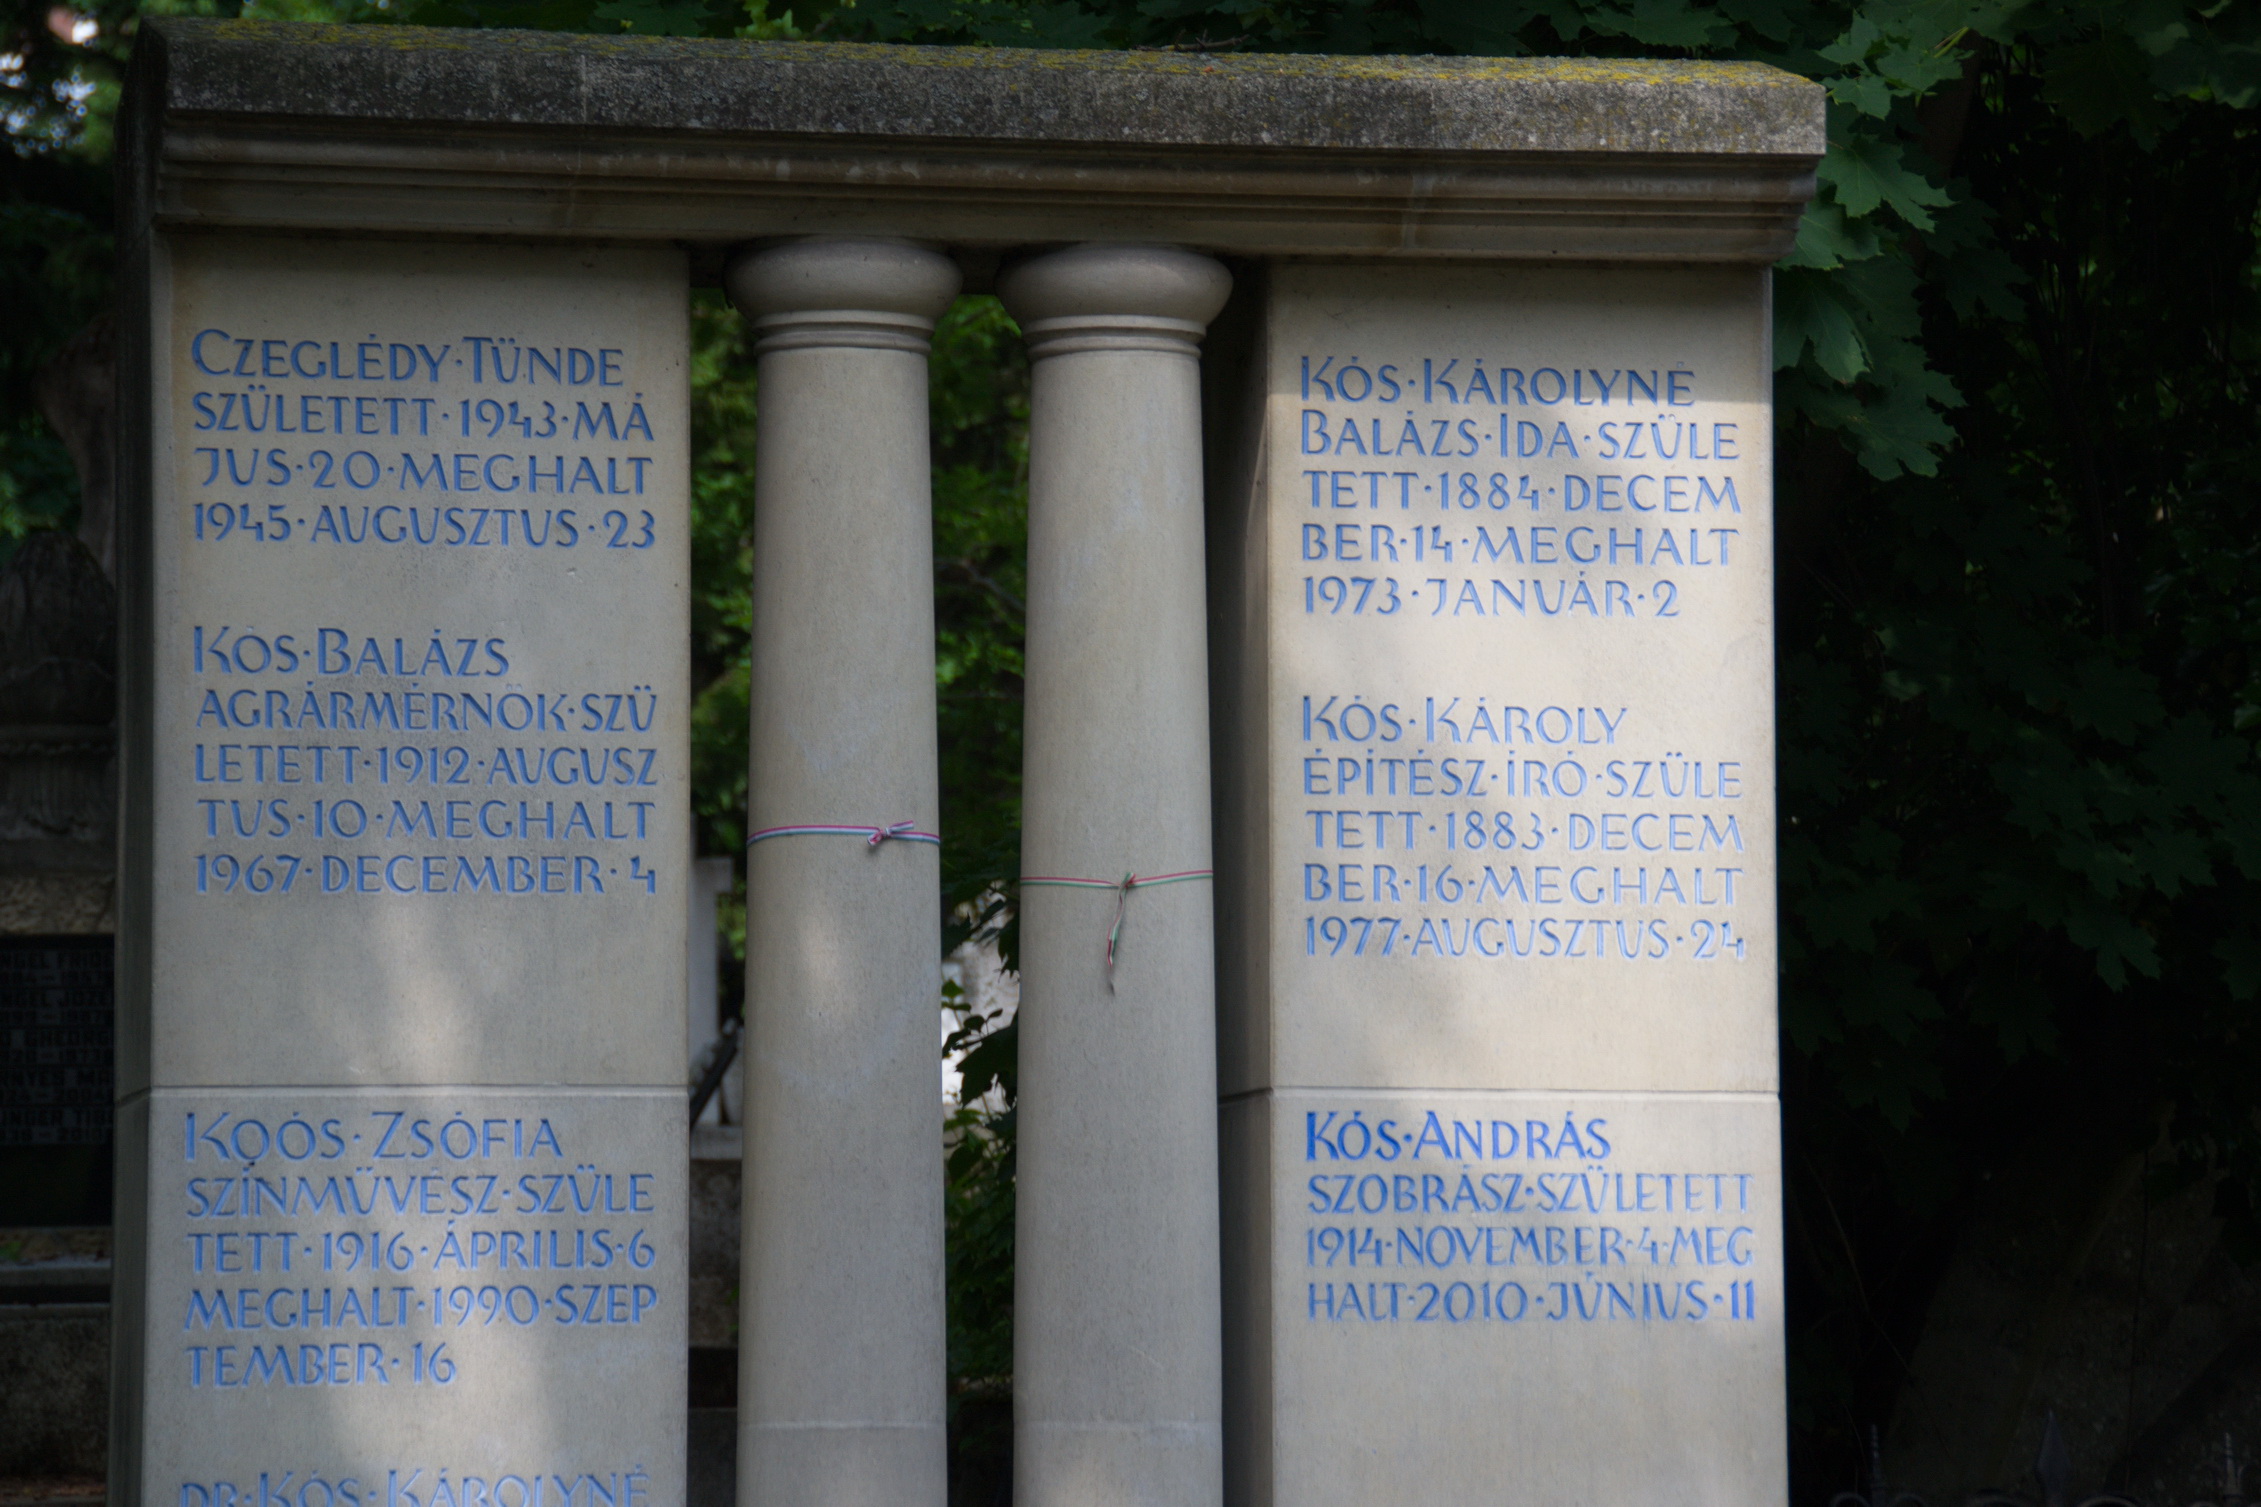 CZEGLÉDY·TÜNDE
SZÜLETETT·1943·MÁ
JUS·20·MEGHALT
1945·AUGUSZTUS·23
KÓS·BALÁZS
AGRÁRMÉRNÖK·SZÜ
LETETT·1912·AUGUSZ
TUS·10·MEGHALT
1967·DECEMBER·4
KOÓS·ZSÓFIA
SZÍNMŰVÉSZ·SZÜLE
TETT·1916·ÁPRILIS·6
MEGHALT·1990·SZEP
TEMBER·16
DR·KÓS·KÁROLYNÉ
KÓS·KÁROLYNÉ
BALÁZS·IDA·SZÜLE
TETT·1884·DECEM
BER·14·MEGHALT
1973·JANUÁR·2
KÓS·KÁROLY
ÉPÍTÉSZ·ÍRÓ·SZÜLE
TETT·1883·DECEM
BER·16·MEGHALT
1977·AUGUSZTUS·24
KÓS·ANDRÁS
SZOBRÁSZ·SZÜLETETT
1914·NOVEMBER·4·MEG
HALT·2010·JÚNIUS·11